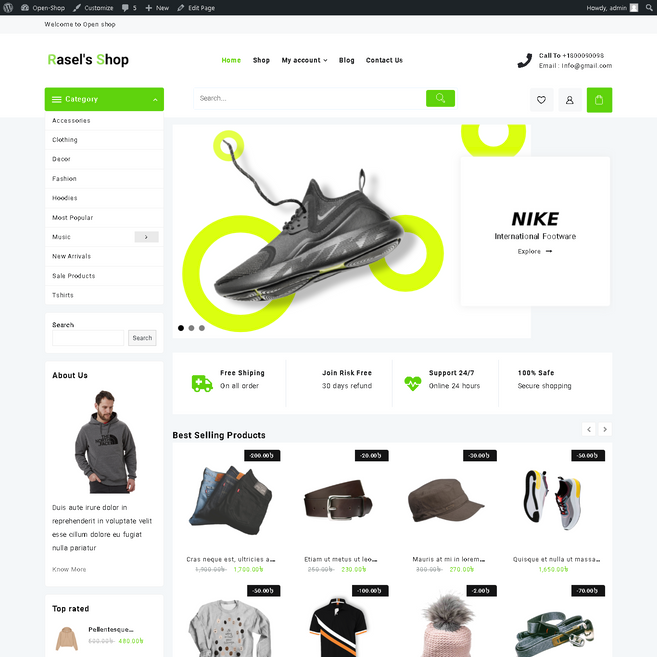 Open-Shop Customize 5 New Edit Page Howdy, admin
Welcome to Open shop
Rasel's Shop
Home Shop My account Blog Contact Us
Call To +1800090098
Email : Info@gmail.com
Category
Search...
Accessories
Clothing
Decor
Fashion
Hoodies
Most Popular
Music
New Arrivals
Sale Products
Tshirts
NIKE
International Footware
Explore
Search
Search
About Us
THE NORTH FACE
Duis aute irure dolor in
reprehenderit in voluptate velit
esse cillum dolore eu fugiat
nulla pariatur
Know More
Top rated
Pellentesque...
Free Shiping
On all order
Join Risk Free
30 days refund
Support 24/7
Online 24 hours
100% Safe
Secure shopping
Best Selling Products
-200.00৳ -20.00৳ -30.00৳ -50.00৳
Cras neque est, ultricies a... Etiam ut metus ut leo... Mauris at mi in lorem... Quisque et nulla ut massa...
1,900.00৳ 1,700.00৳ 250.00৳ 230.00৳ 300.00৳ 270.00৳ 1,650.00৳
-50.00৳ -100.00৳ -2.00৳ -70.00৳